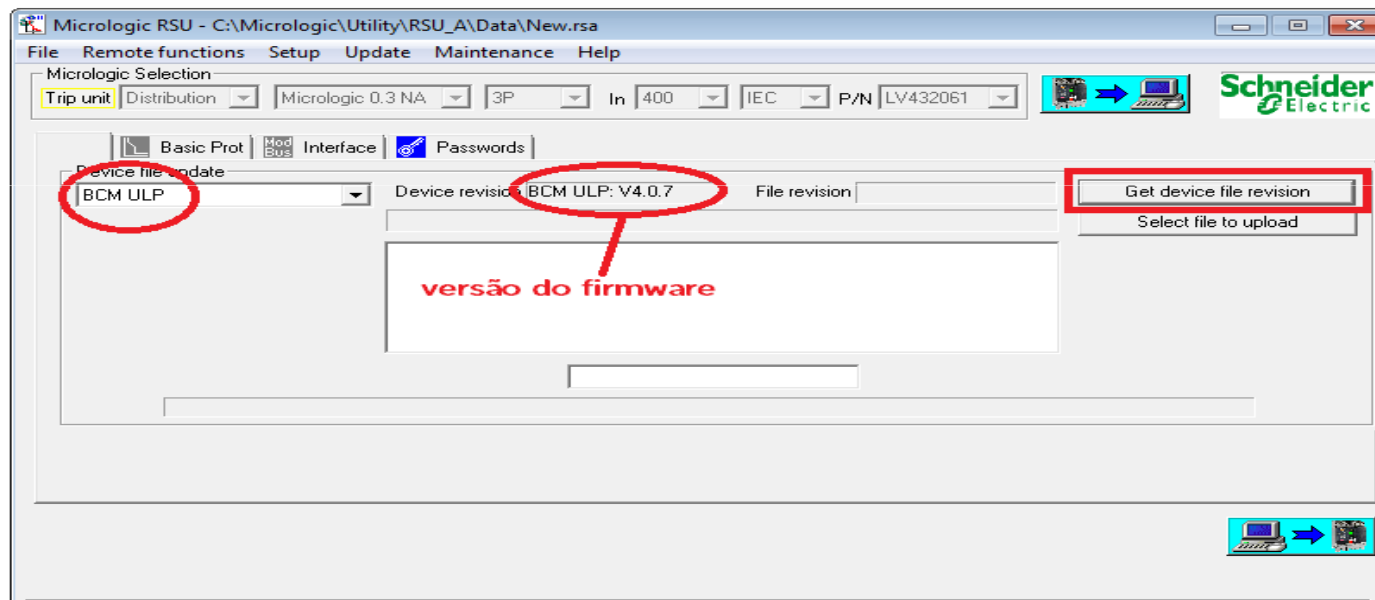 Micrologic RSU - C:\Micrologic\Utility\RSU_A\Data\New.rsa
File Remote functions Setup Update Maintenance Help
Micrologic Selection
Trip unit Distribution Micrologic 0.3 NA 3P In 400 IEC P/N LV432061
Schneider Electric
Basic Prot Mod Bus Interface Passwords
Device file update
BCM ULP Device revision BCM ULP: V4.0.7 File revision Get device file revision
Select file to upload
versão do firmware